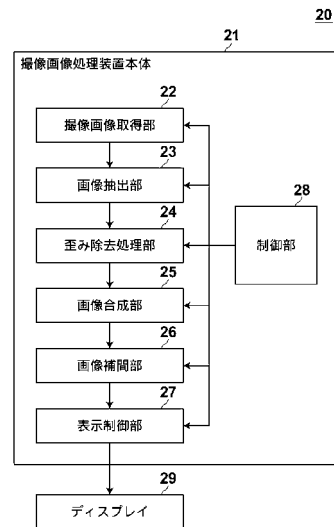 20
21
撮像画像処理装置本体
22
撮像画像取得部
23
画像抽出部
24
歪み除去処理部
25
画像合成部
26
画像補間部
27
表示制御部
28
制御部
29
ディスプレイ